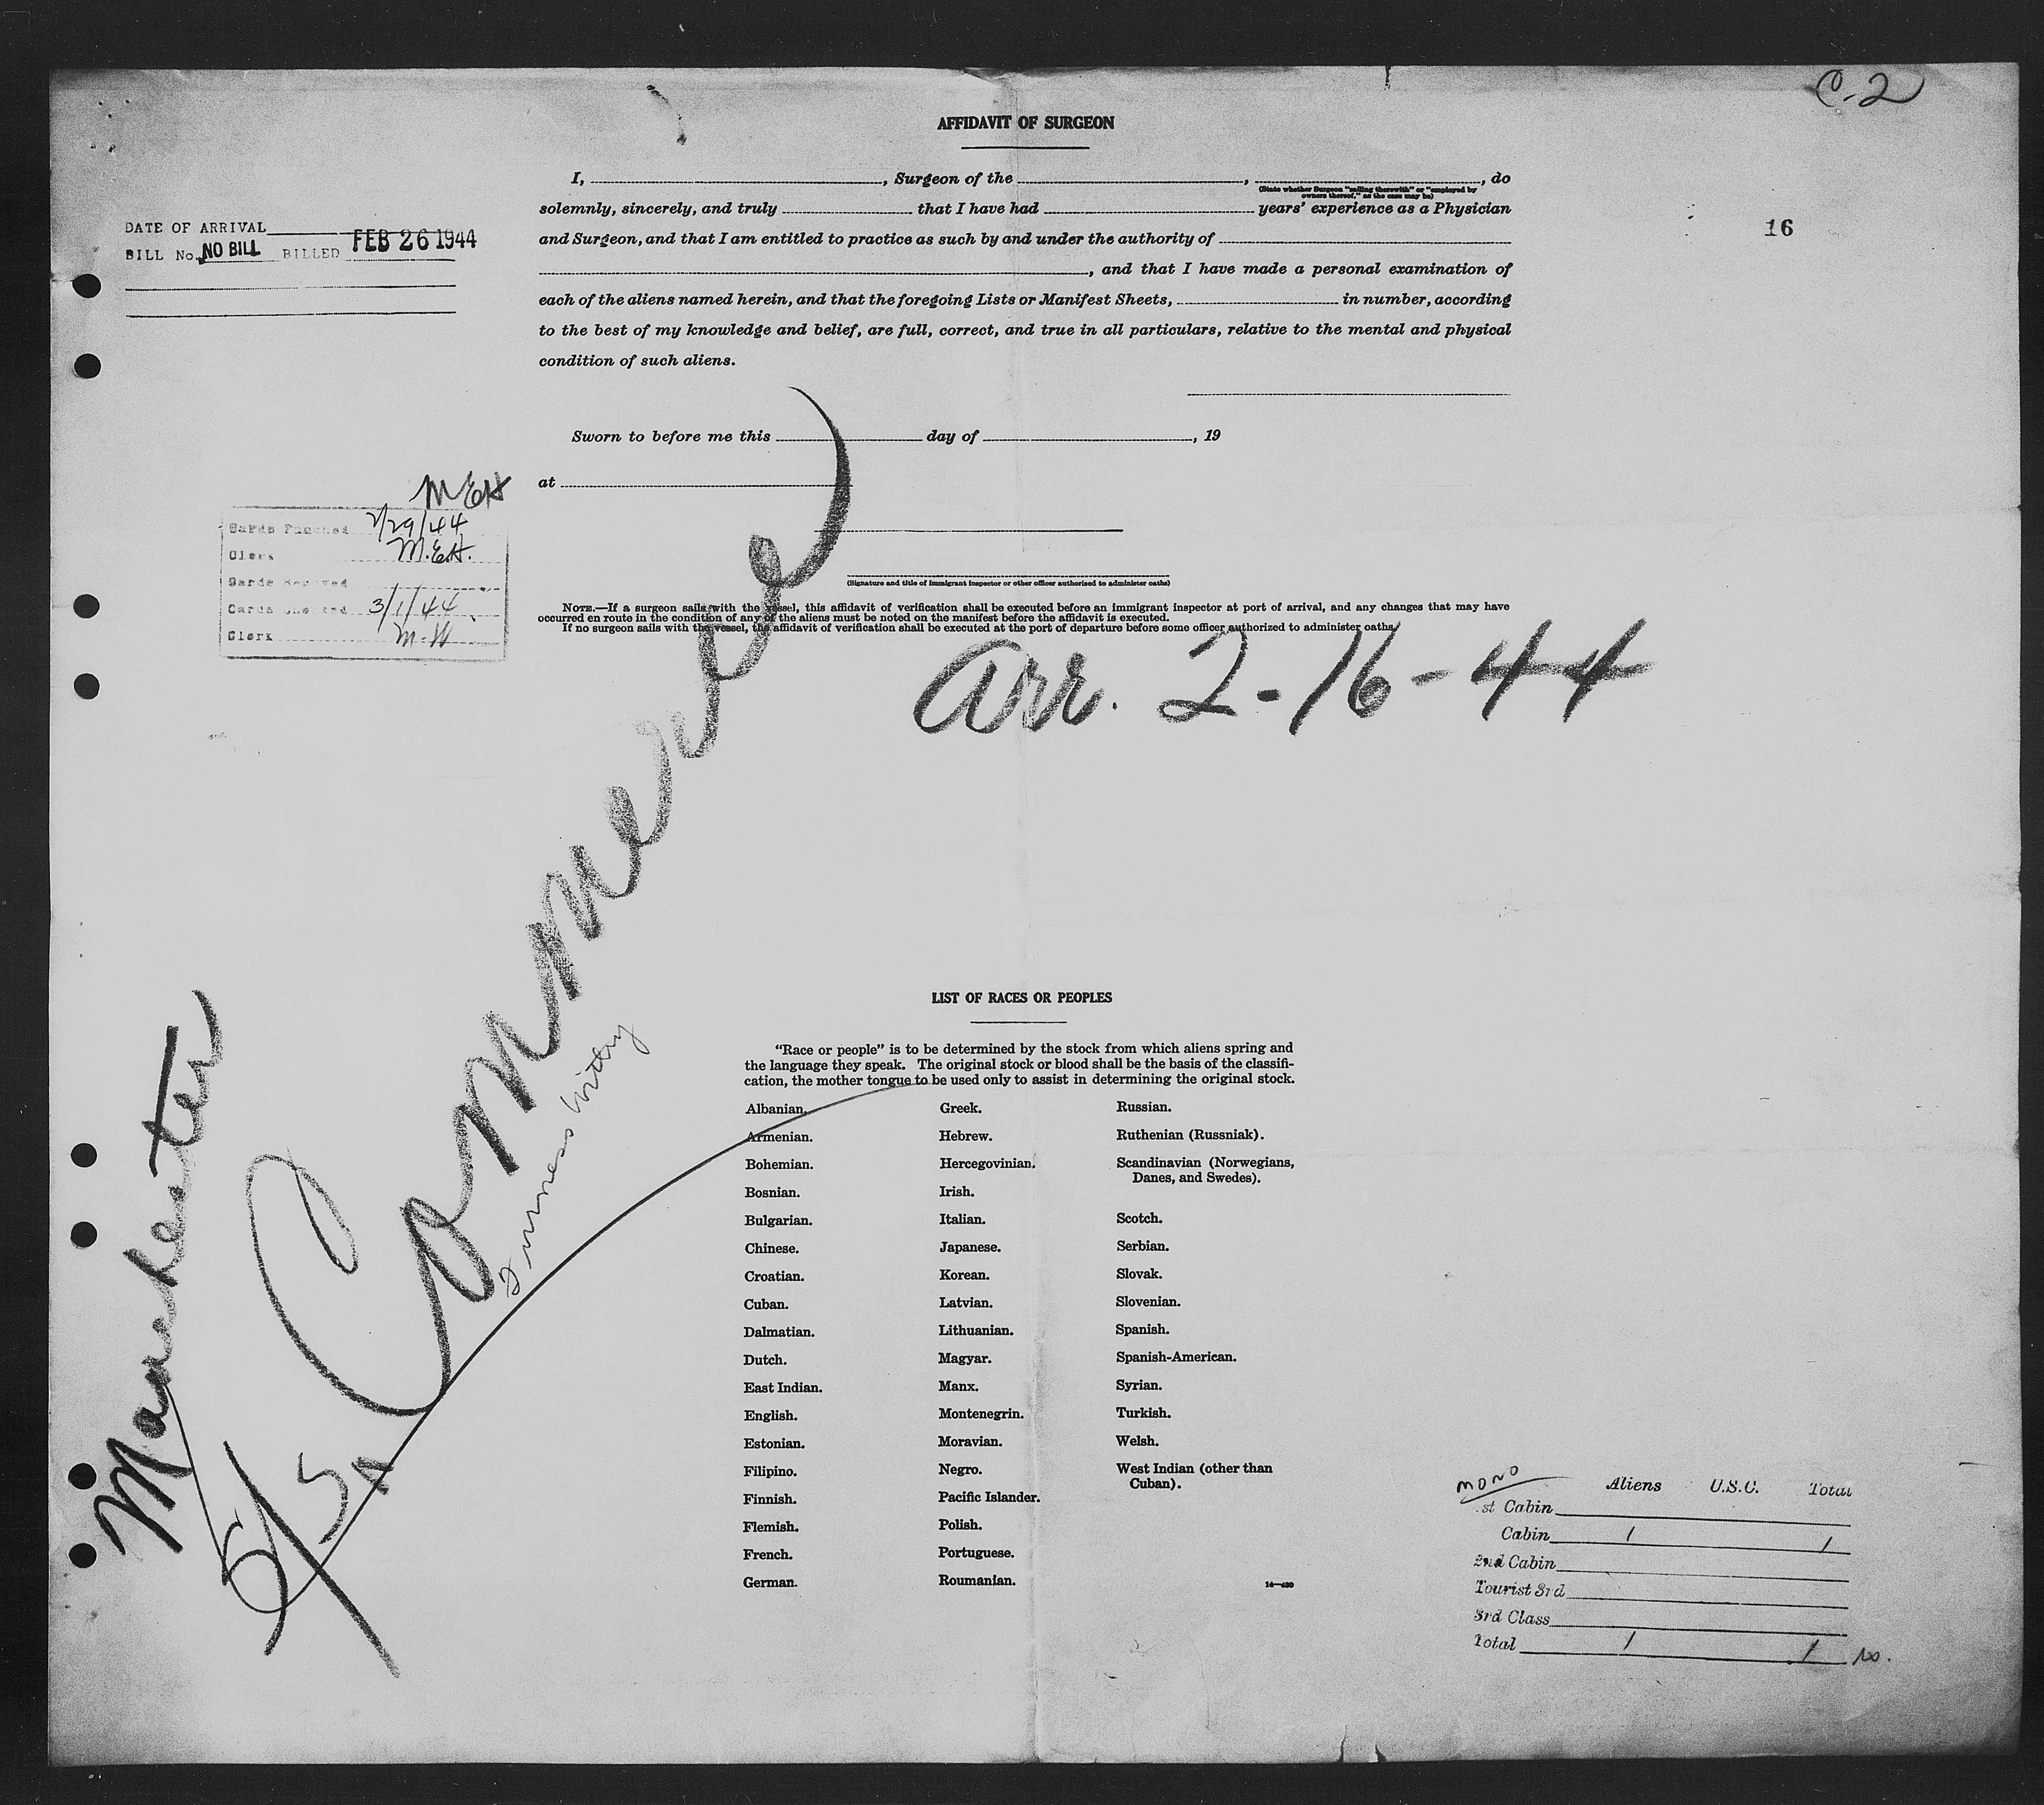 C-2
AFFIDAVIT OF SURGEON
I, , Surgeon of the , , do
(State whether Surgeon "sailing therewith" or "employed by
owners thereof," as the case may be)
solemnly, sincerely, and truly that I have had years' experience as a Physician
and Surgeon, and that I am entitled to practice as such by and under the authority of
, and that I have made a personal examination of
each of the aliens named herein, and that the foregoing Lists or Manifest Sheets, in number, according
to the best of my knowledge and belief, are full, correct, and true in all particulars, relative to the mental and physical
condition of such aliens.
16
DATE OF ARRIVAL
BILL No. NO BILL BILLED FEB 26 1944
Sworn to before me this day of , 19
at
MEH
Cards Punched 2/29/44
Clerk M.E.H.
Cards
Cards Checked 3/1/44
Clerk M-W
(Signature and title of immigrant inspector or other officer authorized to administer oaths)
NOTE.—If a surgeon sails with the vessel, this affidavit of verification shall be executed before an immigrant inspector at port of arrival, and any changes that may have
occurred en route in the condition of any of the aliens must be noted on the manifest before the affidavit is executed.
If no surgeon sails with the vessel, the affidavit of verification shall be executed at the port of departure before some officer authorized to administer oaths.
Arr. 2-16-44
Manchester
Commerce
LIST OF RACES OR PEOPLES
"Race or people" is to be determined by the stock from which aliens spring and
the language they speak. The original stock or blood shall be the basis of the classifi-
cation, the mother tongue to be used only to assist in determining the original stock.
Albanian. Greek. Russian.
Armenian. Hebrew. Ruthenian (Russniak).
Bohemian. Hercegovinian. Scandinavian (Norwegians,
Danes, and Swedes).
Bosnian. Irish.
Bulgarian. Italian. Scotch.
Chinese. Japanese. Serbian.
Croatian. Korean. Slovak.
Cuban. Latvian. Slovenian.
Dalmatian. Lithuanian. Spanish.
Dutch. Magyar. Spanish-American.
East Indian. Manx. Syrian.
English. Montenegrin. Turkish.
Estonian. Moravian. Welsh.
Filipino. Negro. West Indian (other than
Cuban).
Finnish. Pacific Islander.
Flemish. Polish.
French. Portuguese.
German. Roumanian.
14—430
MONO Aliens U.S.C. Total
st Cabin
Cabin 1 1
2nd Cabin
Tourist 3rd
3rd Class
Total 1 1